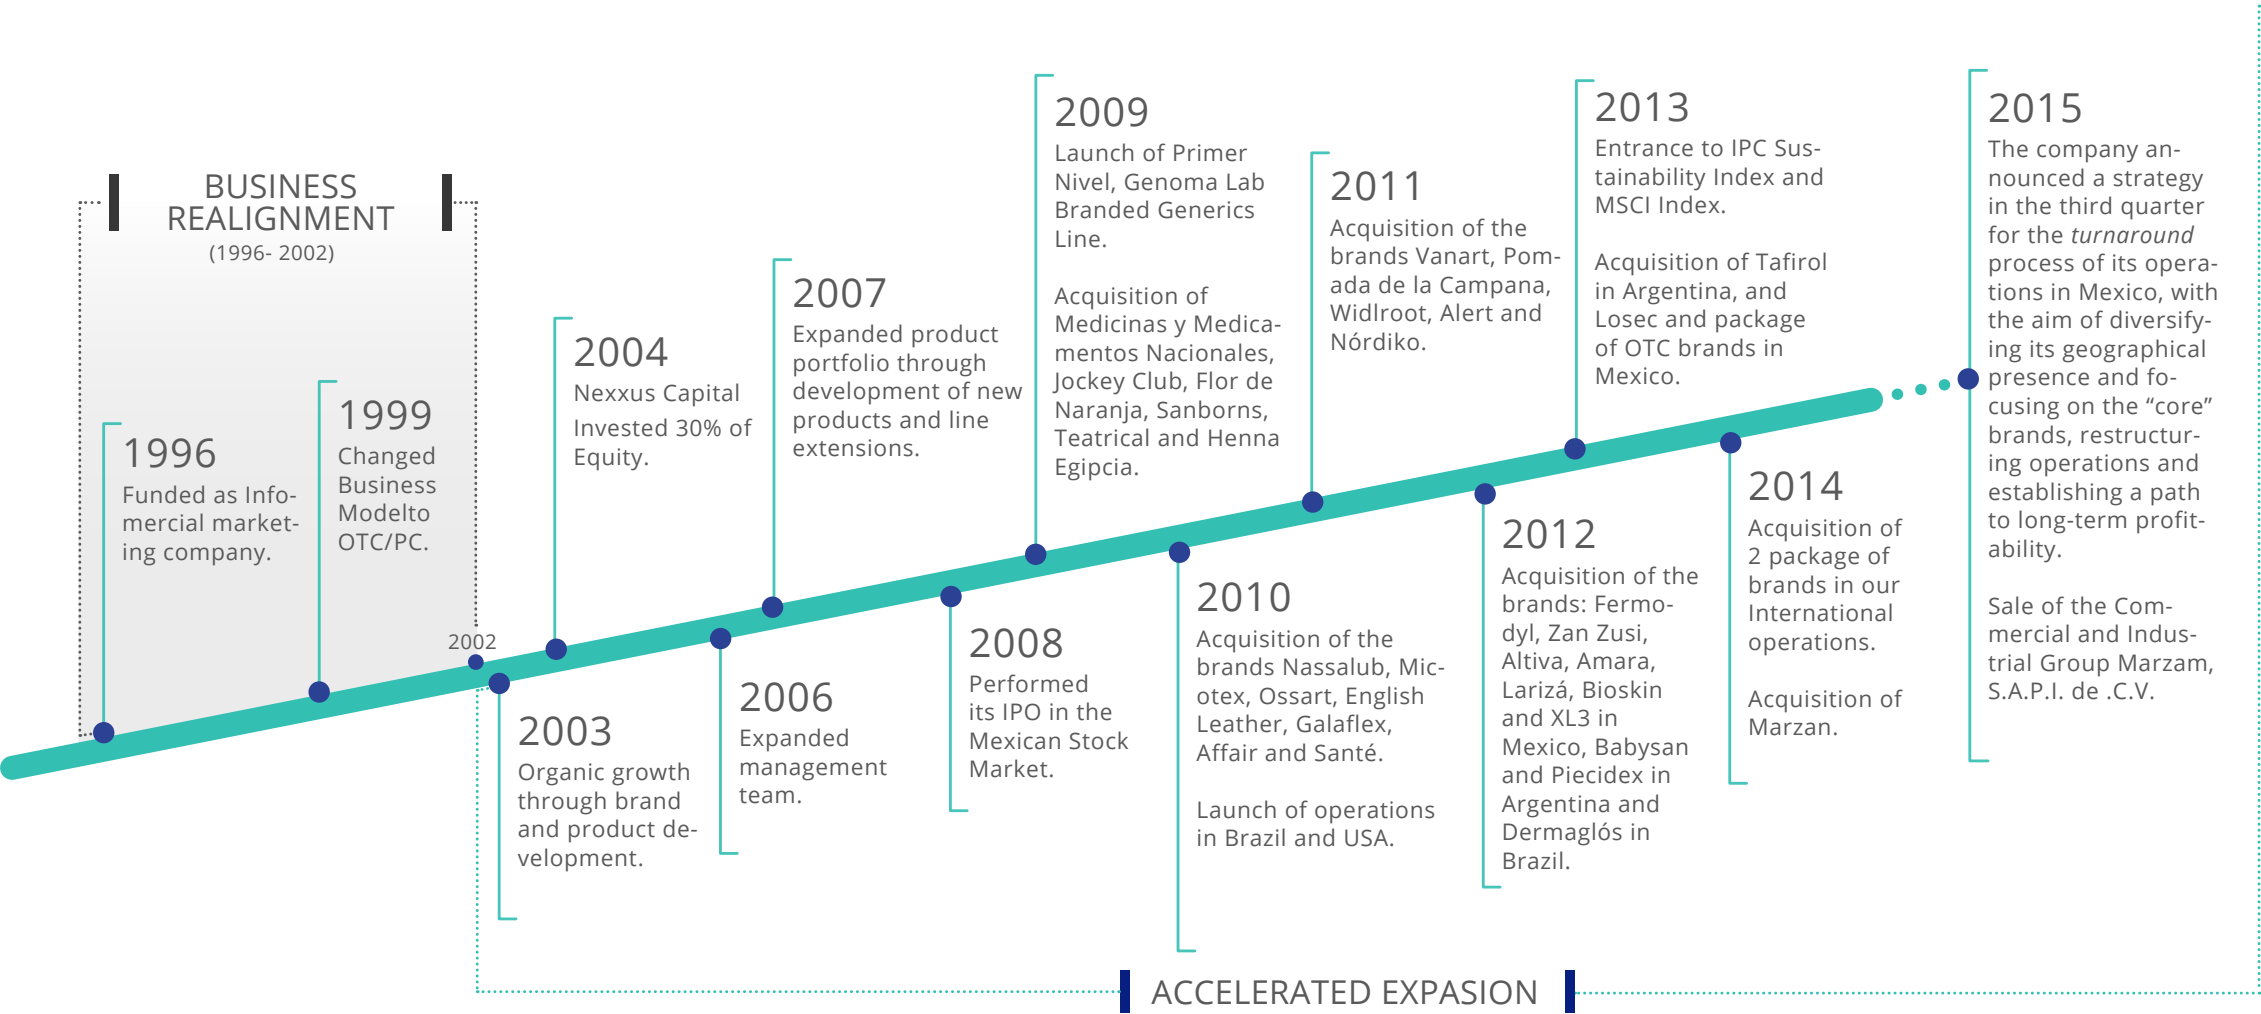 BUSINESS
REALIGNMENT
(1996- 2002)
1996
Funded as Info-
mercial market-
ing company.
1999
Changed
Business
Modelto
OTC/PC.
2002
2003
Organic growth
through brand
and product de-
velopment.
2004
Nexxus Capital
Invested 30% of
Equity.
2006
Expanded
management
team.
2007
Expanded product
portfolio through
development of new
products and line
extensions.
2008
Performed
its IPO in the
Mexican Stock
Market.
2009
Launch of Primer
Nivel, Genoma Lab
Branded Generics
Line.
Acquisition of
Medicinas y Medica-
mentos Nacionales,
Jockey Club, Flor de
Naranja, Sanborns,
Teatrical and Henna
Egipcia.
2010
Acquisition of the
brands Nassalub, Mic-
otex, Ossart, English
Leather, Galaflex,
Affair and Santé.
Launch of operations
in Brazil and USA.
2011
Acquisition of the
brands Vanart, Pom-
ada de la Campana,
Widlroot, Alert and
Nórdiko.
2012
Acquisition of the
brands: Fermo-
dyl, Zan Zusi,
Altiva, Amara,
Larizá, Bioskin
and XL3 in
Mexico, Babysan
and Piecidex in
Argentina and
Dermaglós in
Brazil.
2013
Entrance to IPC Sus-
tainability Index and
MSCI Index.
Acquisition of Tafirol
in Argentina, and
Losec and package
of OTC brands in
Mexico.
2014
Acquisition of
2 package of
brands in our
International
operations.
Acquisition of
Marzan.
2015
The company an-
nounced a strategy
in the third quarter
for the turnaround
process of its opera-
tions in Mexico, with
the aim of diversify-
ing its geographical
presence and fo-
cusing on the “core”
brands, restructur-
ing operations and
establishing a path
to long-term profit-
ability.
Sale of the Com-
mercial and Indus-
trial Group Marzam,
S.A.P.I. de .C.V.
ACCELERATED EXPASION